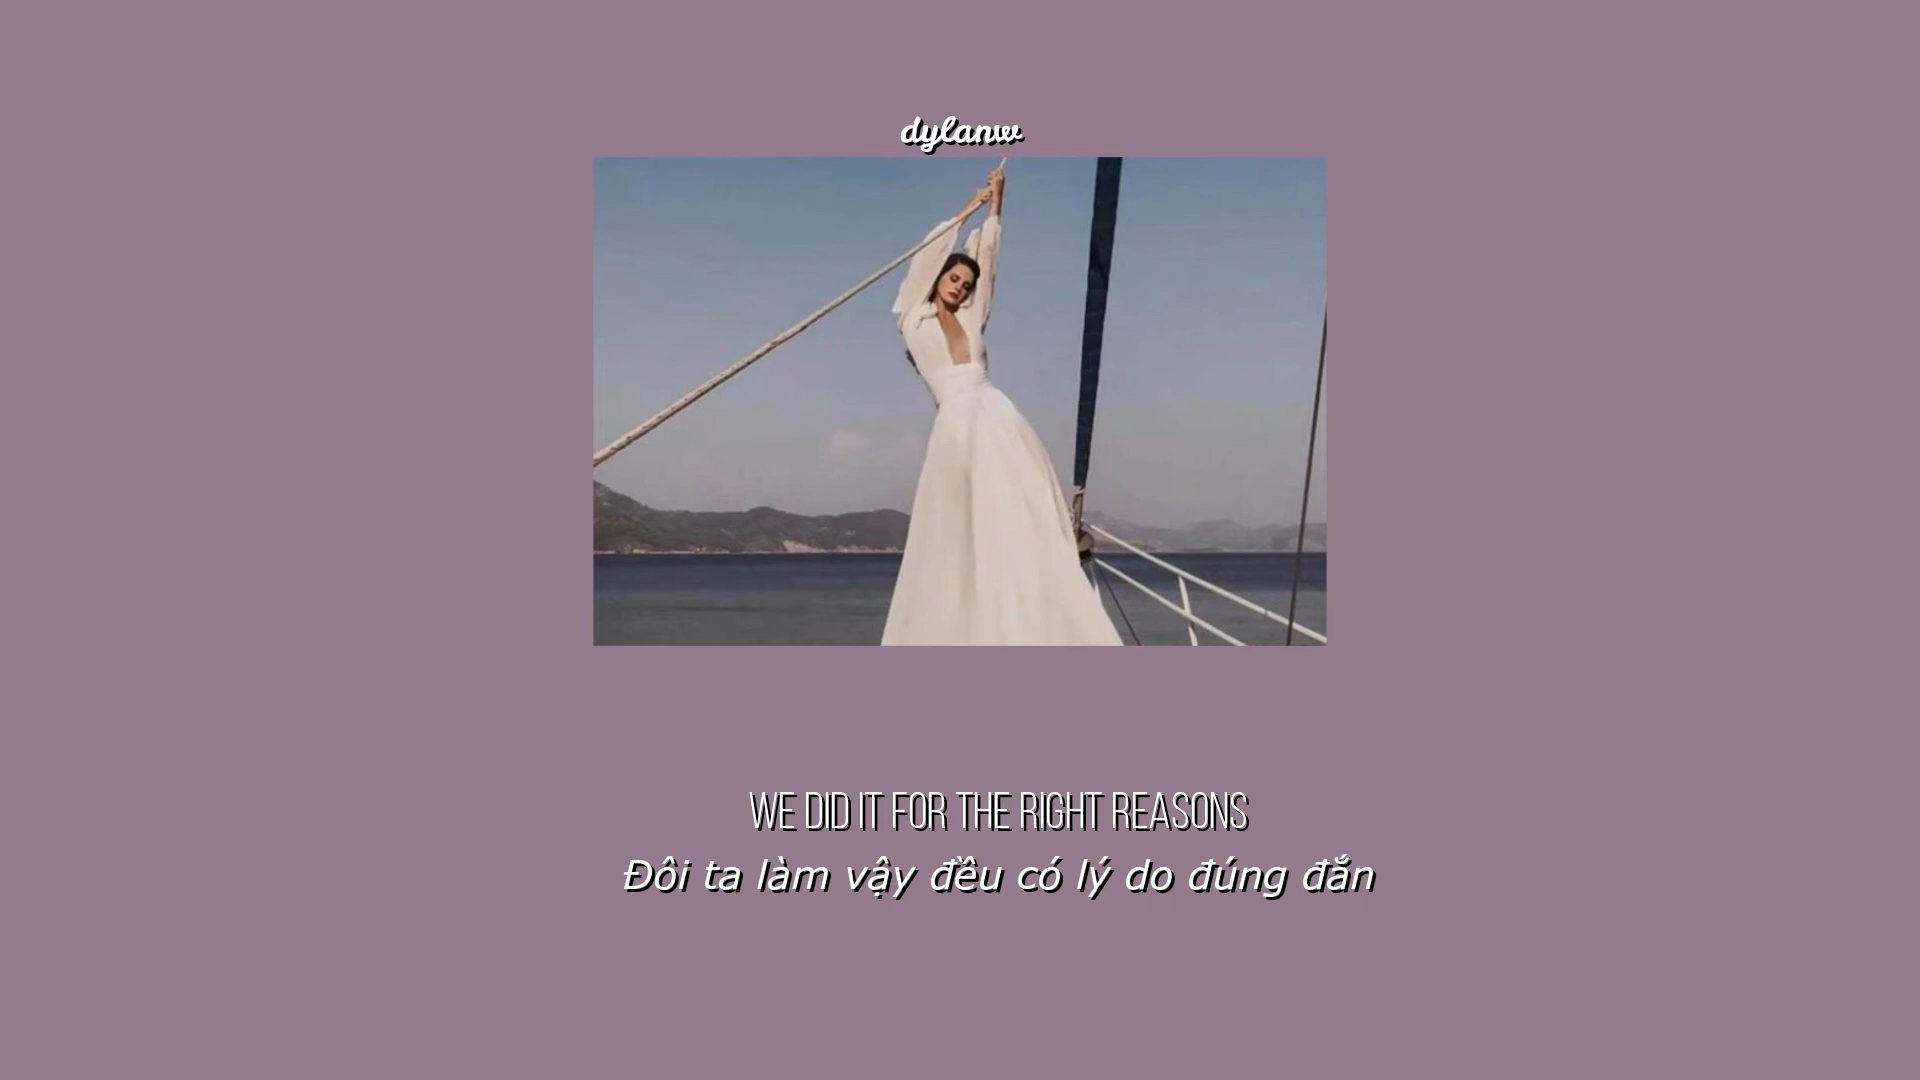 dylanw
WE DID IT FOR THE RIGHT REASONS
Đôi ta làm vậy đều có lý do đúng đắn